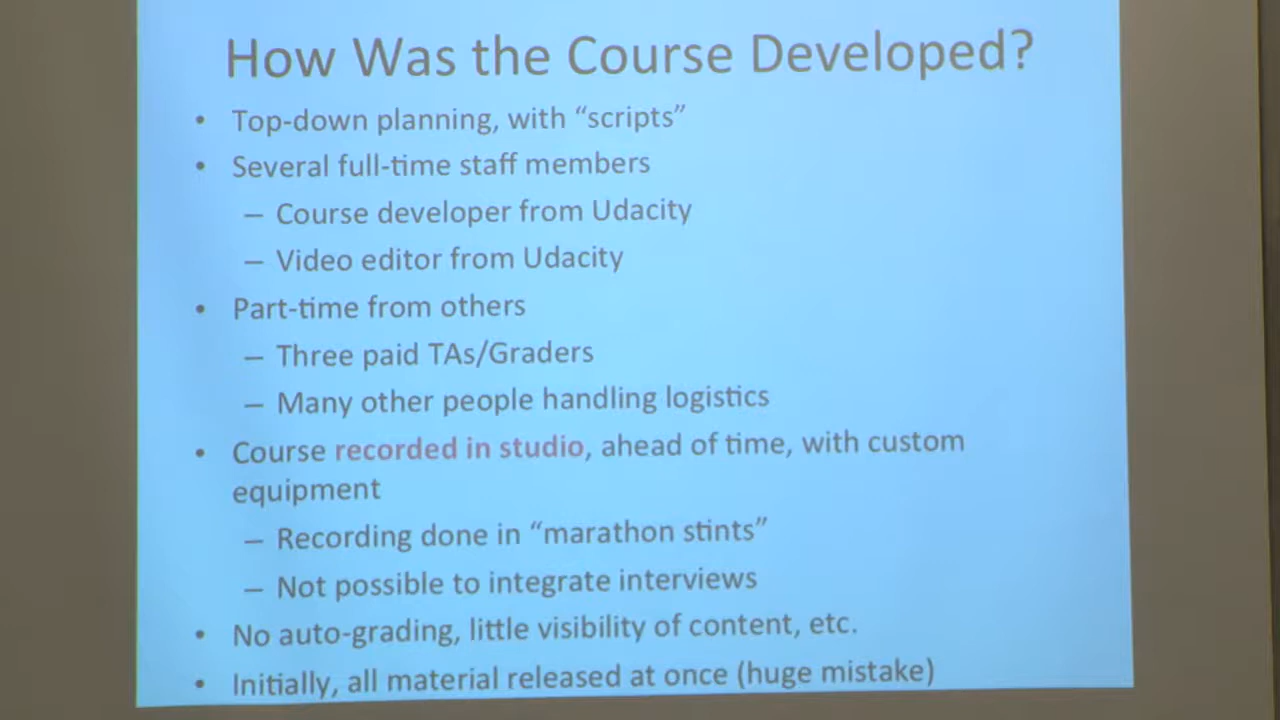 How Was the Course Developed?
• Top-down planning, with “scripts”
• Several full-time staff members
– Course developer from Udacity
– Video editor from Udacity
• Part-time from others
– Three paid TAs/Graders
– Many other people handling logistics
• Course recorded in studio, ahead of time, with custom
equipment
– Recording done in “marathon stints”
– Not possible to integrate interviews
• No auto-grading, little visibility of content, etc.
• Initially, all material released at once (huge mistake)